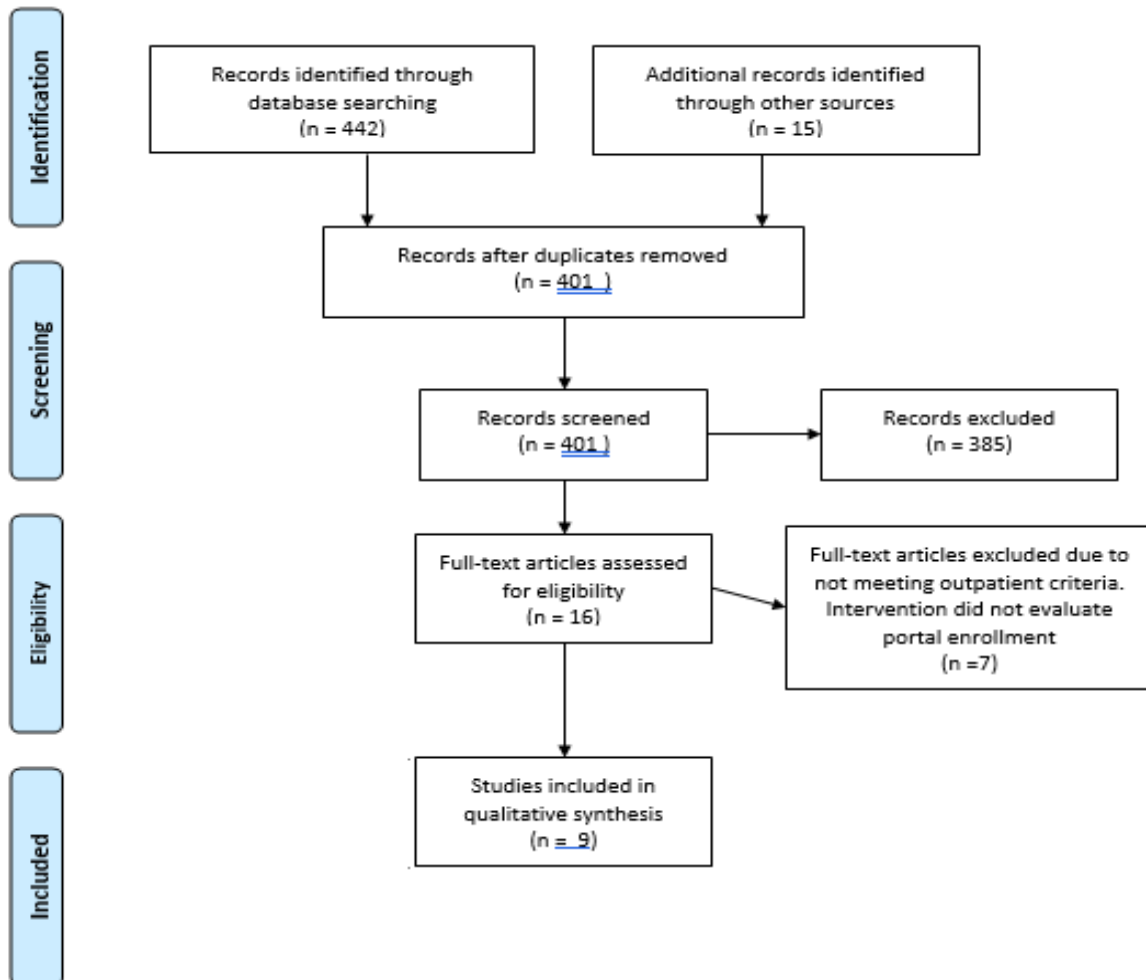 Identification
Records identified through
database searching
(n = 442)
Additional records identified
through other sources
(n = 15)
Records after duplicates removed
(n = 401  )
Screening
Records screened
(n = 401 )
Records excluded
(n = 385)
Eligibility
Full-text articles assessed
for eligibility
(n = 16)
Full-text articles excluded due to
not meeting outpatient criteria.
Intervention did not evaluate
portal enrollment
(n =7)
Included
Studies included in
qualitative synthesis
(n =  9)